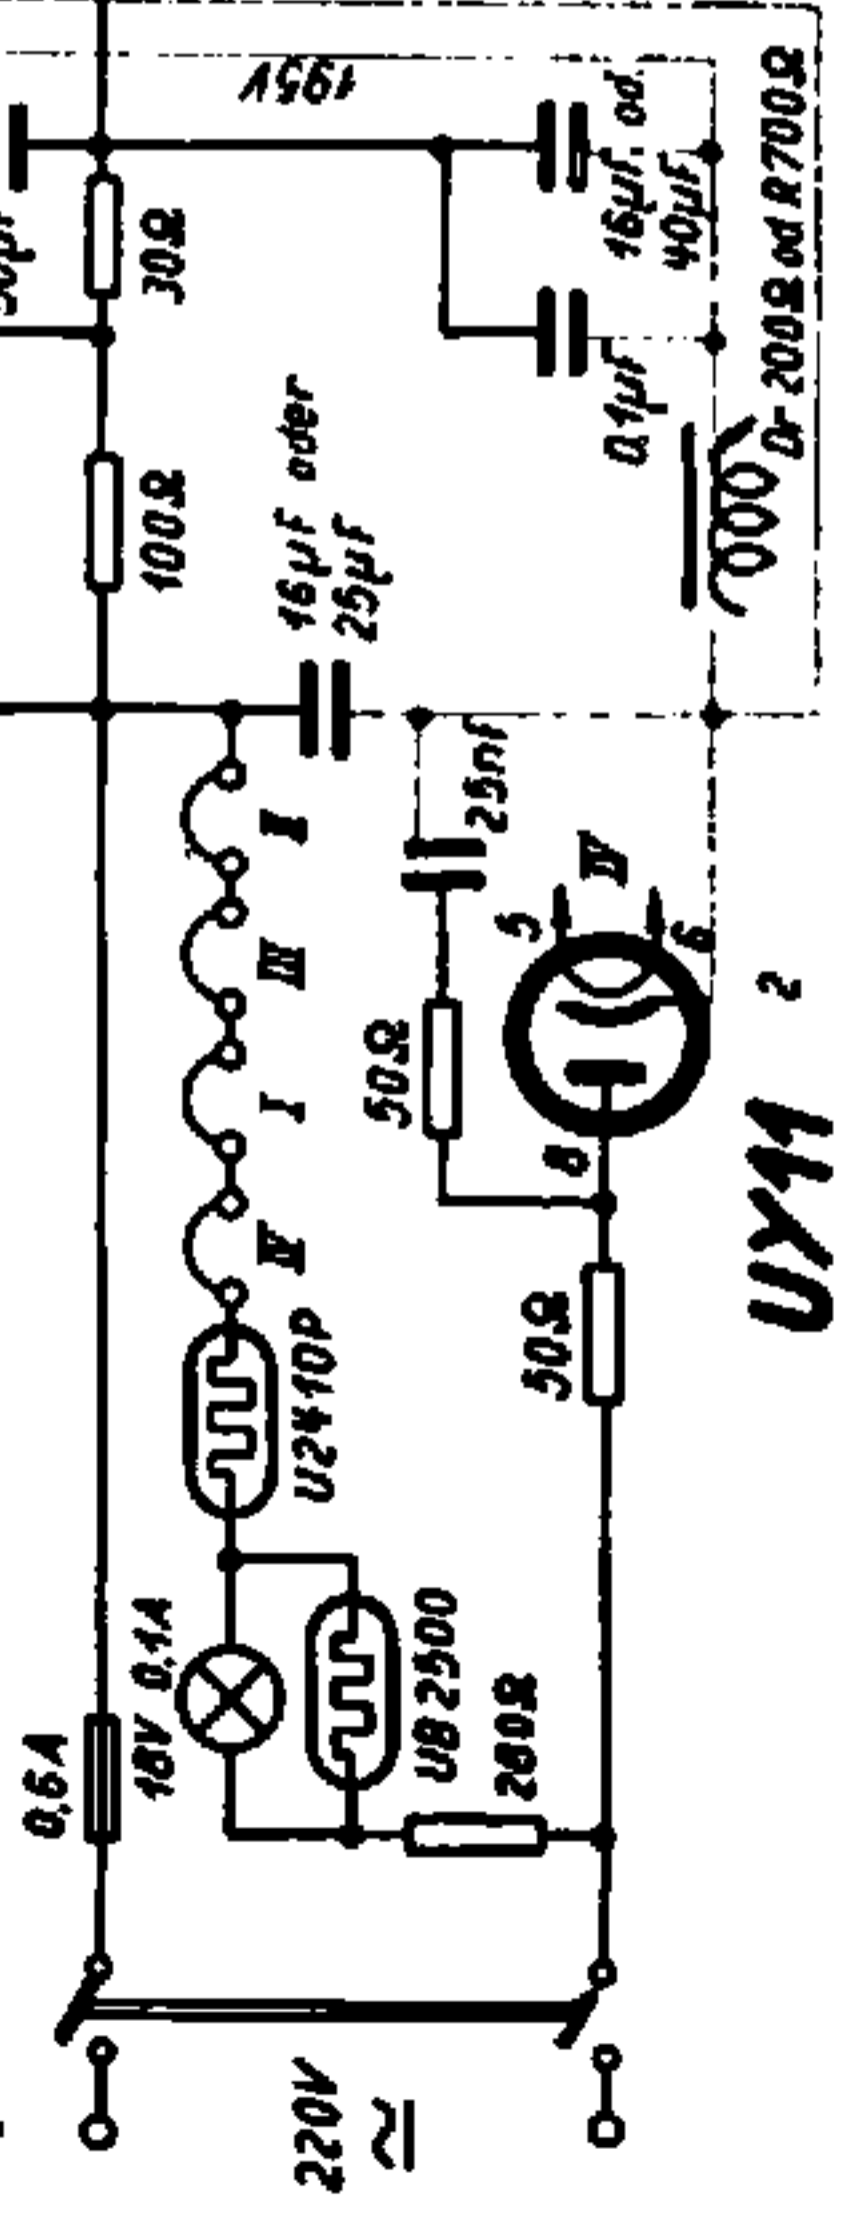 195V
30Ω
16µF. od.
40µF
Dr 200Ω od R700Ω
0,1µF
100Ω
16µF oder
25µF
25nF
II
III
I
IV
50Ω
5
IV
6
2
8
UY11
50Ω
U2410P
18V 0,1A
UB2500
280Ω
0,6A
220V
≂